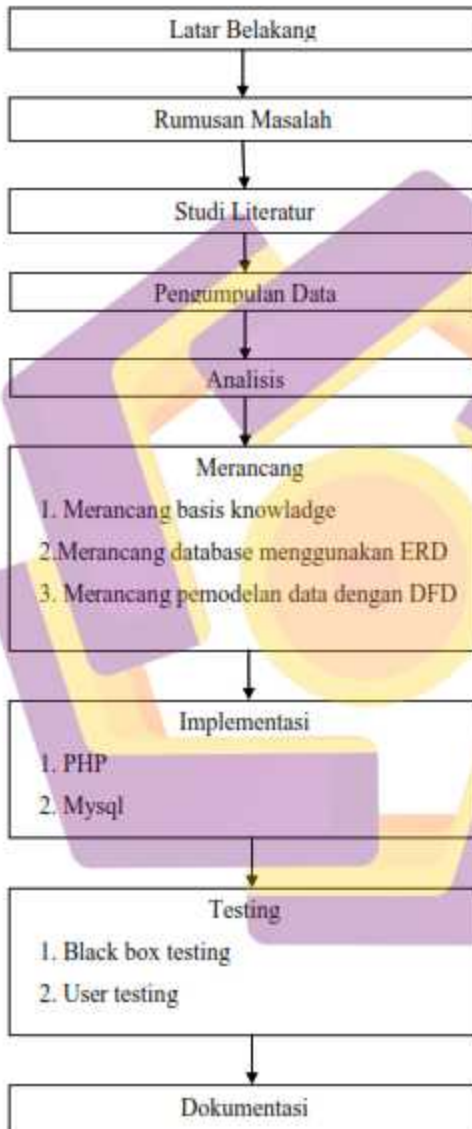 Latar Belakang
Rumusan Masalah
Studi Literatur
Pengumpulan Data
Analisis
Merancang
1. Merancang basis knowladge
2.Merancang database menggunakan ERD
3. Merancang pemodelan data dengan DFD
Implementasi
1. PHP
2. Mysql
Testing
1. Black box testing
2. User testing
Dokumentasi